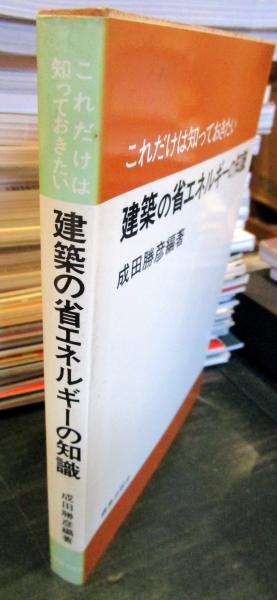 これだけは
知っておきたい
建築の省エネルギーの知識
成田勝彦編著
これだけは知っておきたい
建築の省エネルギーの知識
成田勝彦編著